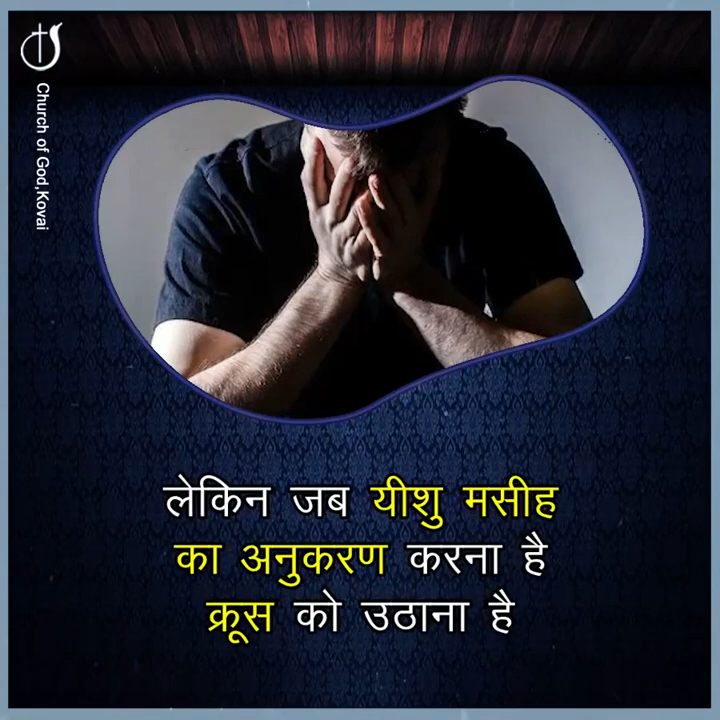 Church of God,Kovai
लेकिन जब यीशु मसीह
का अनुकरण करना है
क्रूस को उठाना है